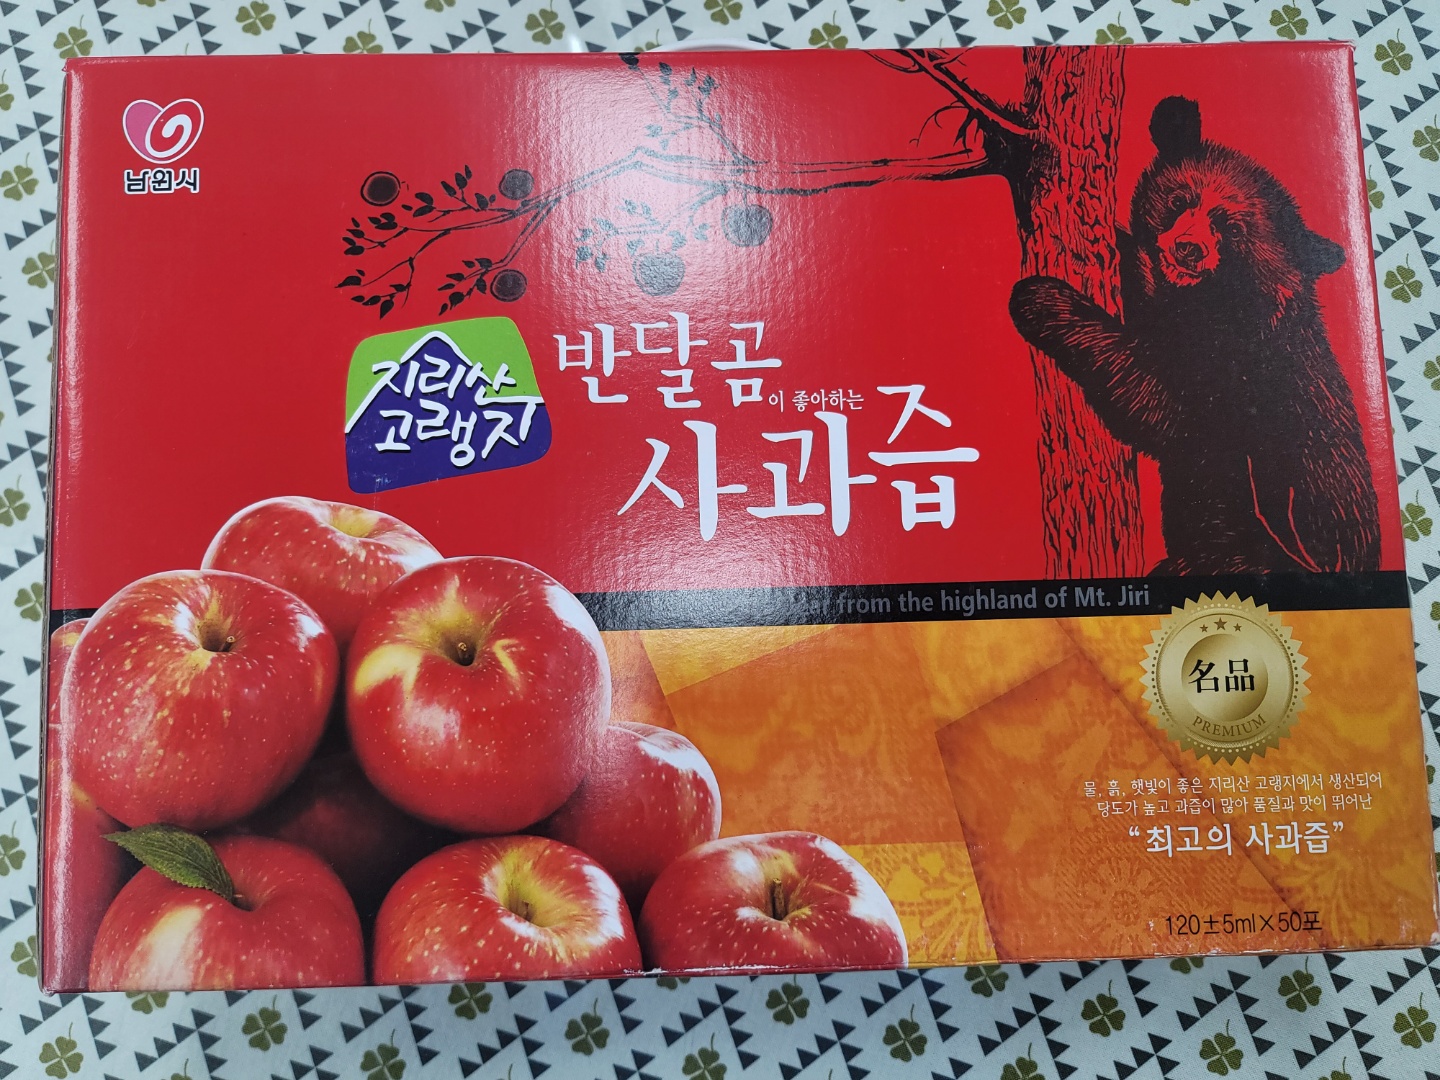 남원시
지리산
고랭지
반달곰
이 좋아하는
사과즙
from the highland of Mt. Jiri
名品
PREMIUM
물, 흙, 햇빛이 좋은 지리산 고랭지에서 생산되어
당도가 높고 과즙이 많아 품질과 맛이 뛰어난
“최고의 사과즙”
120±5ml×50포